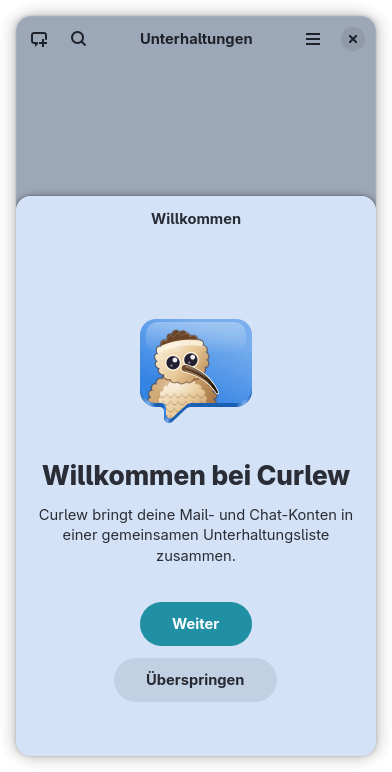 Unterhaltungen
Willkommen
Willkommen bei Curlew
Curlew bringt deine Mail- und Chat-Konten in
einer gemeinsamen Unterhaltungsliste
zusammen.
Weiter
Überspringen